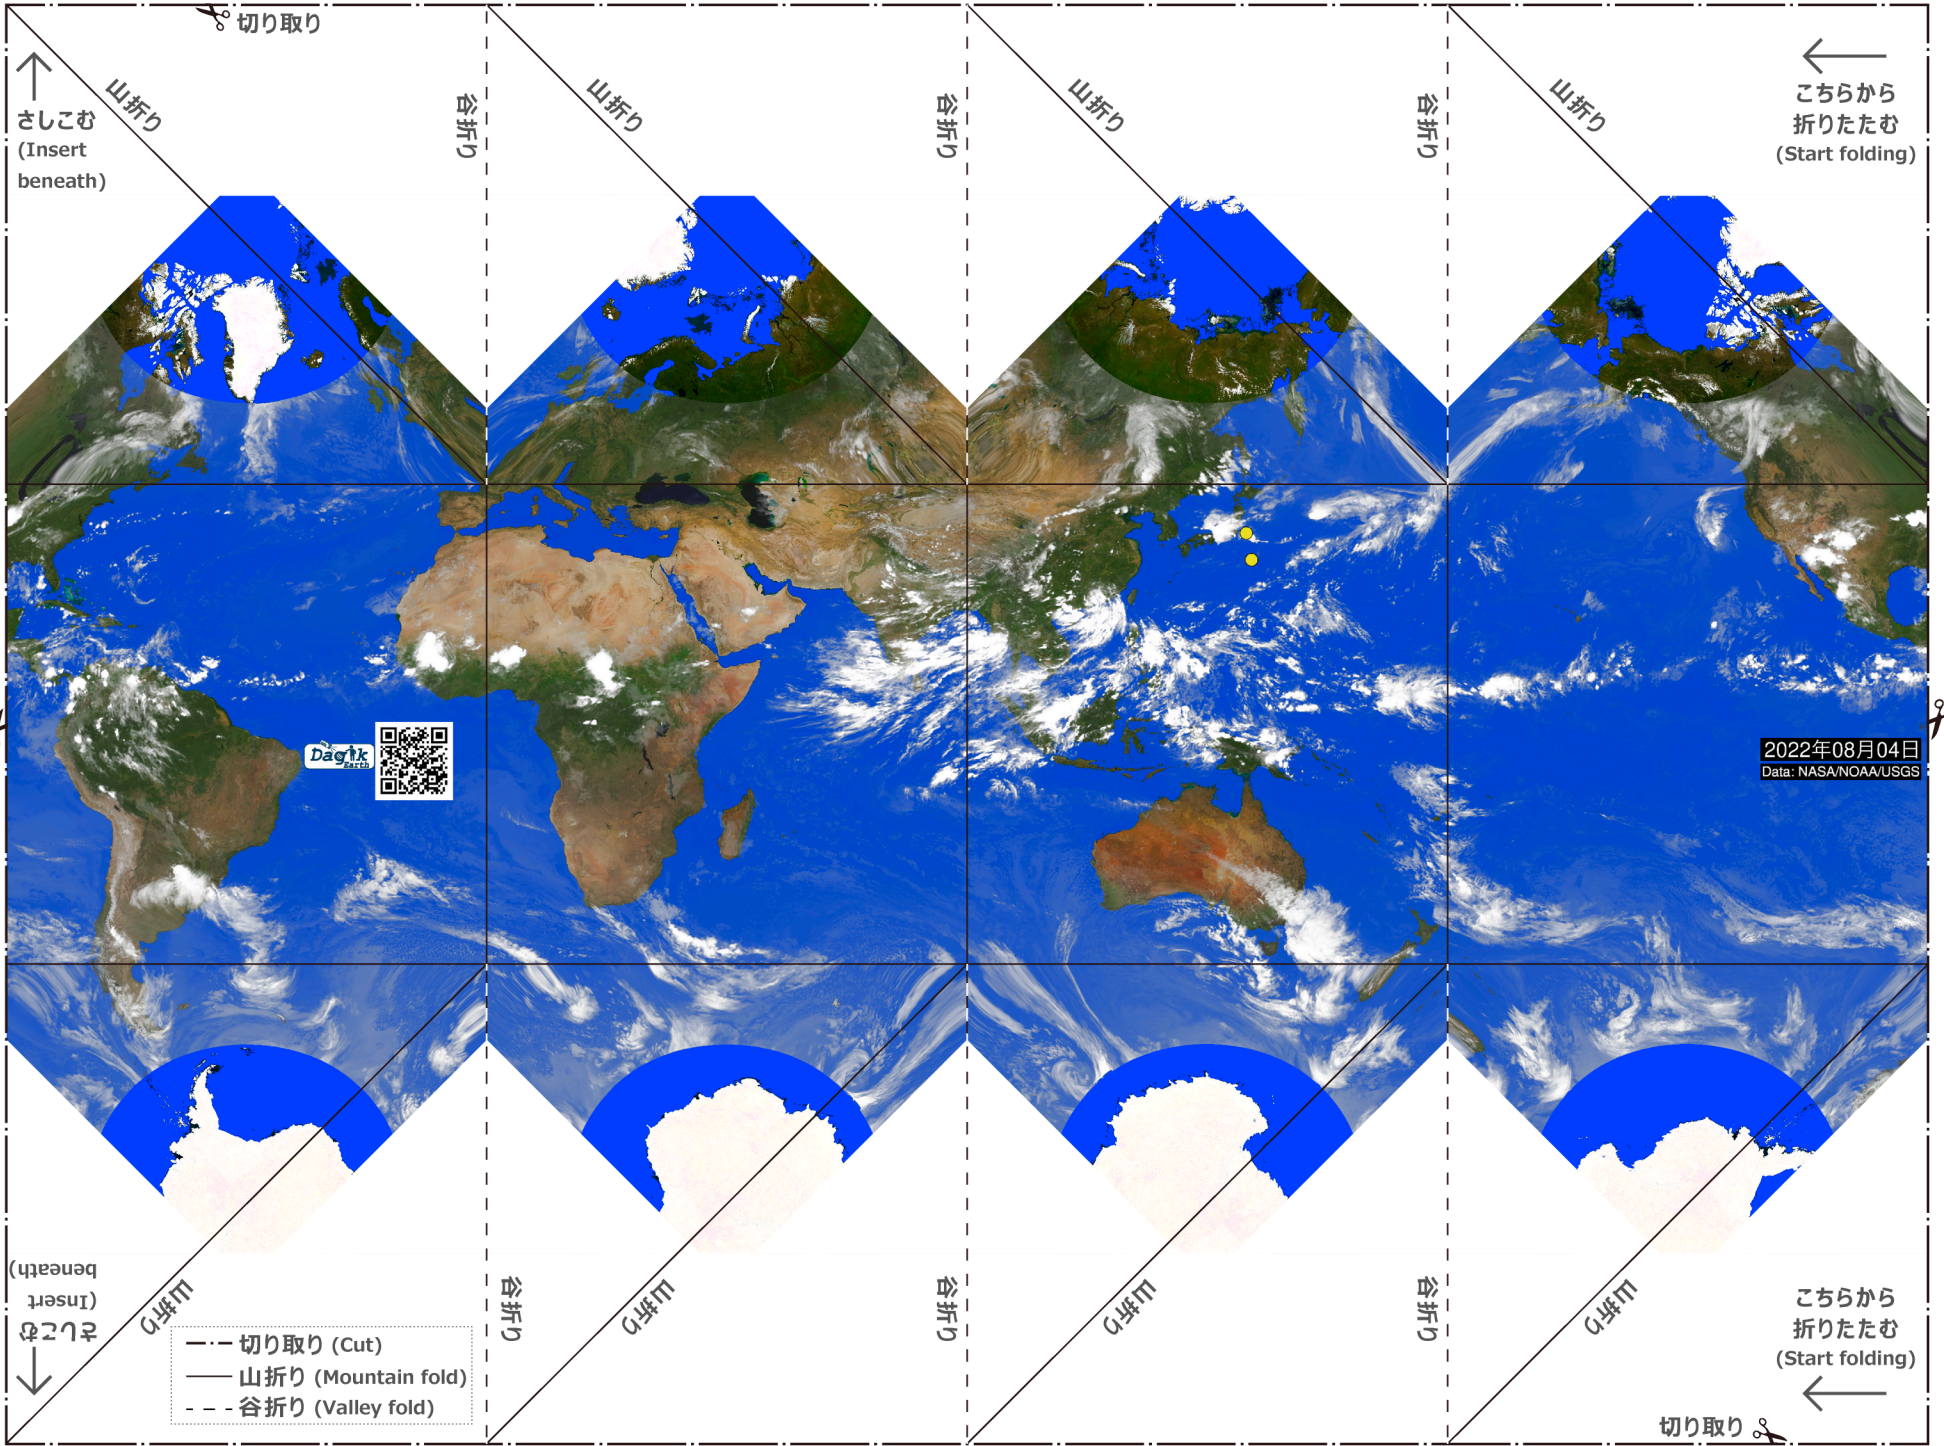 切り取り
山折り
谷折り
山折り
谷折り
山折り
谷折り
山折り
こちらから
折りたたむ
(Start folding)
さしこむ
(Insert
beneath)
Dagik
Earth
2022年08月04日
Data: NASA/NOAA/USGS
さしこむ
(Insert
beneath)
山折り
谷折り
山折り
谷折り
山折り
谷折り
山折り
こちらから
折りたたむ
(Start folding)
切り取り (Cut)
山折り (Mountain fold)
谷折り (Valley fold)
切り取り